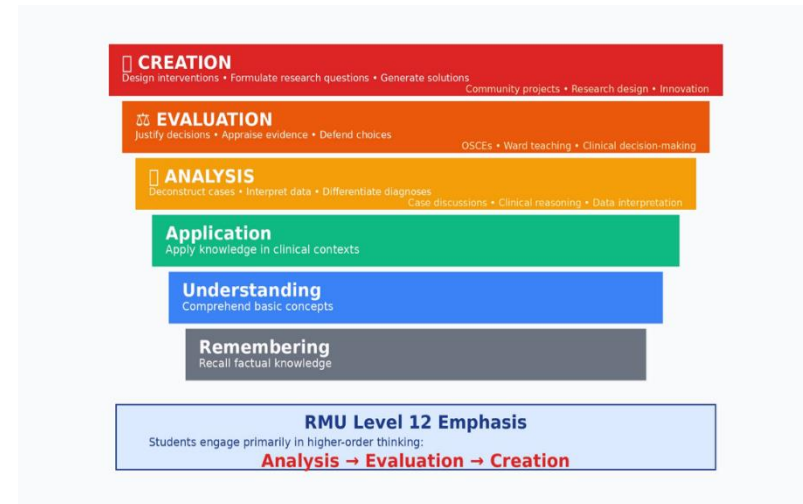 CREATION
Design interventions • Formulate research questions • Generate solutions
Community projects • Research design • Innovation
⚖ EVALUATION
Justify decisions • Appraise evidence • Defend choices
OSCEs • Ward teaching • Clinical decision-making
ANALYSIS
Deconstruct cases • Interpret data • Differentiate diagnoses
Case discussions • Clinical reasoning • Data interpretation
Application
Apply knowledge in clinical contexts
Understanding
Comprehend basic concepts
Remembering
Recall factual knowledge
RMU Level 12 Emphasis
Students engage primarily in higher-order thinking:
Analysis → Evaluation → Creation